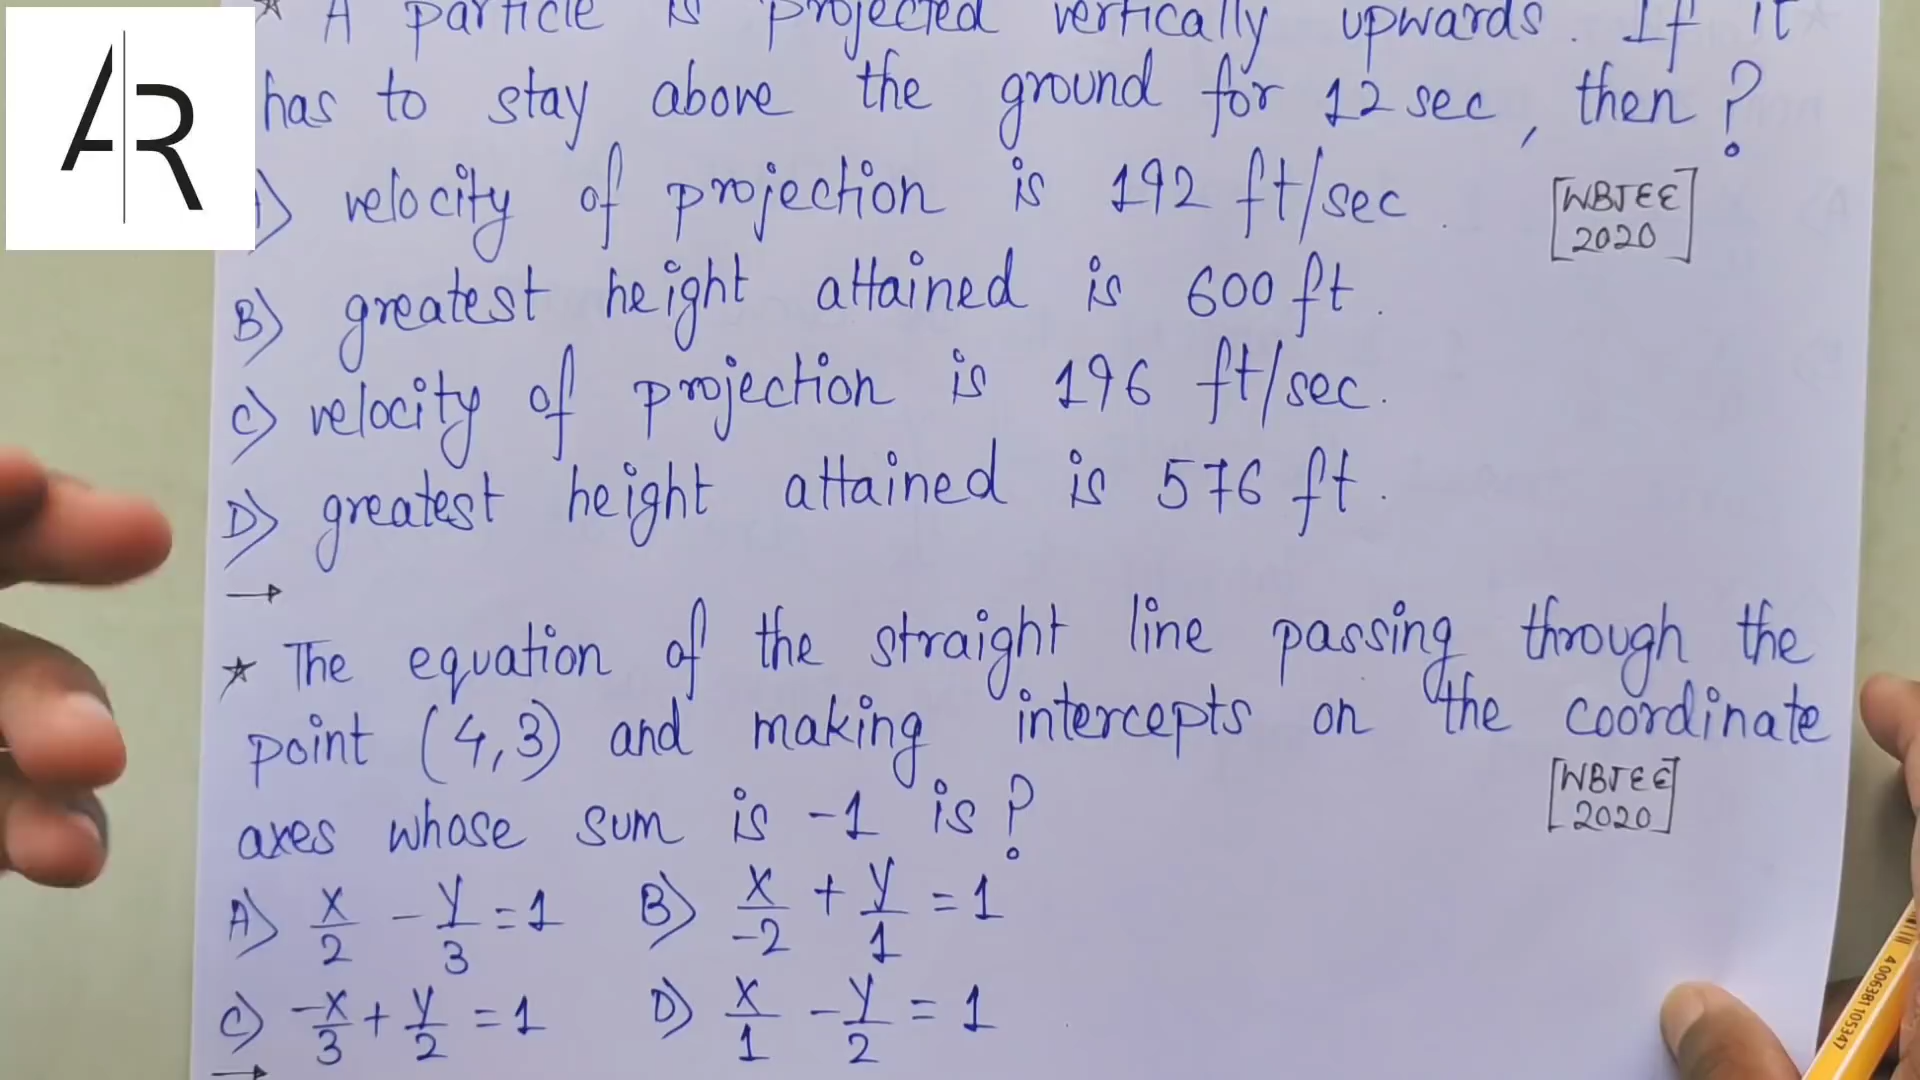 AR
* A particle is projected vertically upwards. If it
has to stay above the ground for 12 sec, then ?
A) velocity of projection is 192 ft/sec.
[WBJEE
2020]
B) greatest height attained is 600 ft.
C) velocity of projection is 196 ft/sec.
D) greatest height attained is 576 ft.
→
* The equation of the straight line passing through the
point (4,3) and making intercepts on the coordinate
axes whose sum is -1 is ?
[WBJEE
2020]
A) x/2 - y/3 = 1 B) x/-2 + y/1 = 1
C) -x/3 + y/2 = 1 D) x/1 - y/2 = 1
→
4006381105347